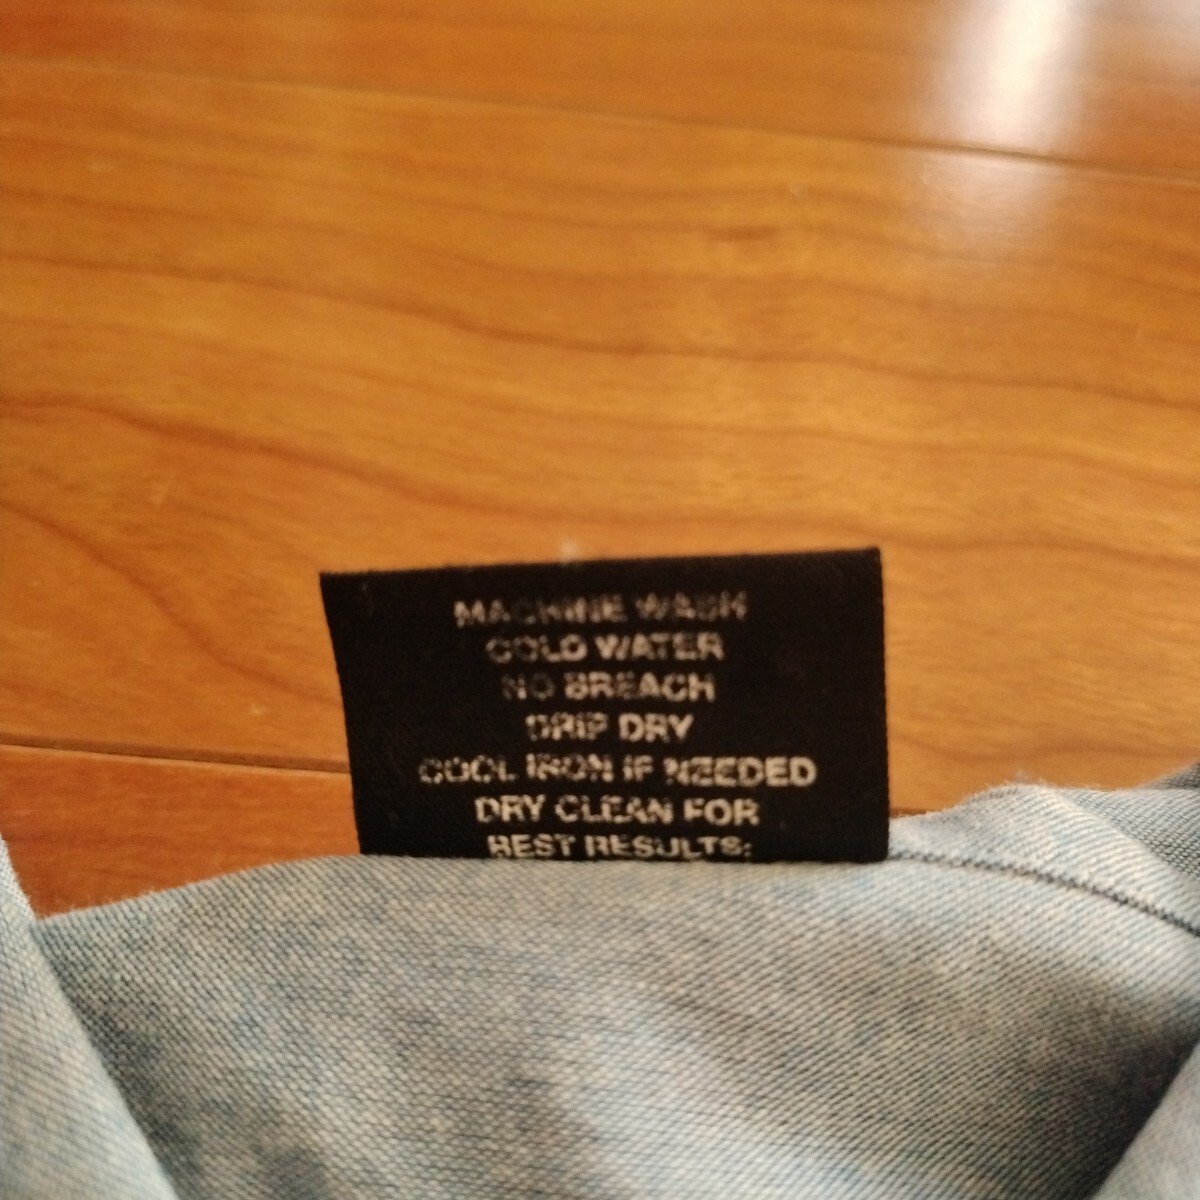 MACHINE WASH
COLD WATER
NO BREACH
DRIP DRY
COOL IRON IF NEEDED
DRY CLEAN FOR
BEST RESULTS: